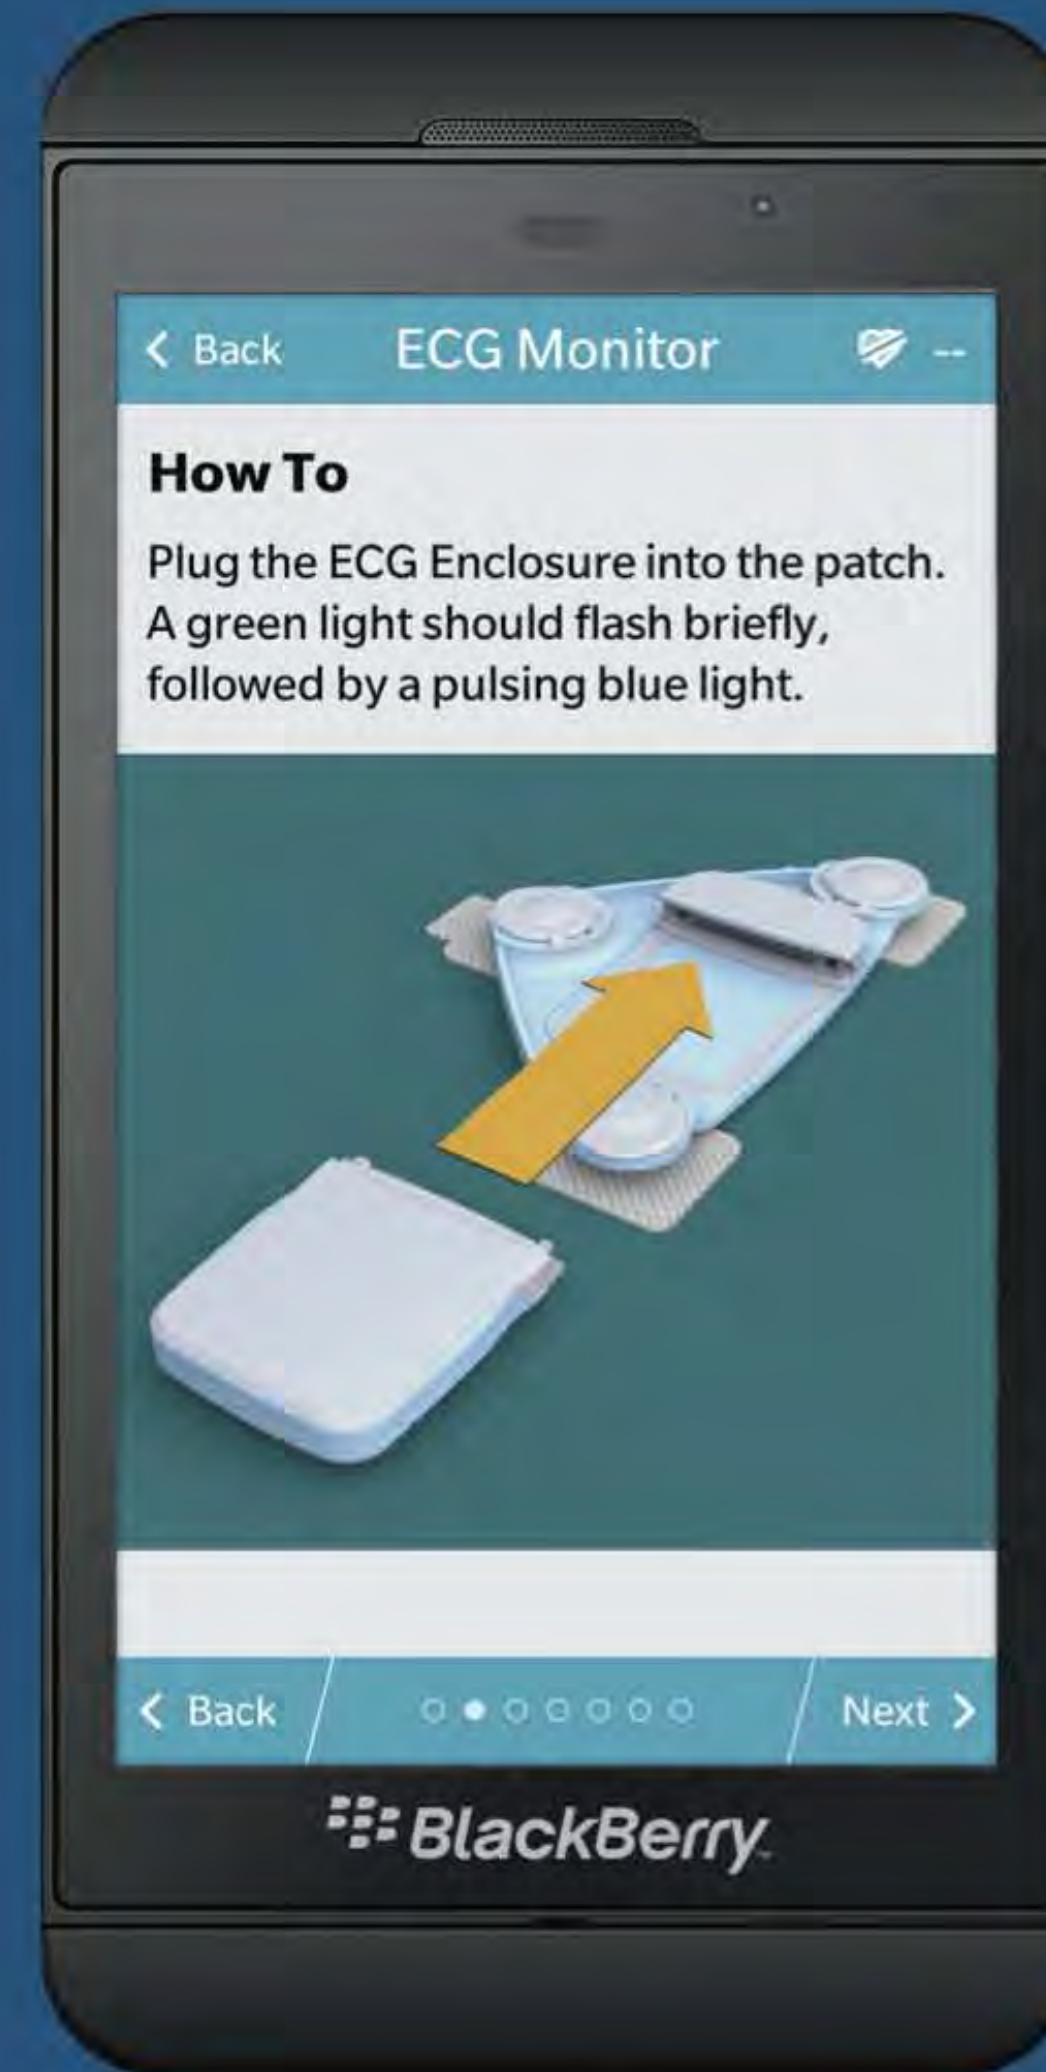 Back
ECG Monitor
--
How To
Plug the ECG Enclosure into the patch.
A green light should flash briefly,
followed by a pulsing blue light.
Back
Next
BlackBerry